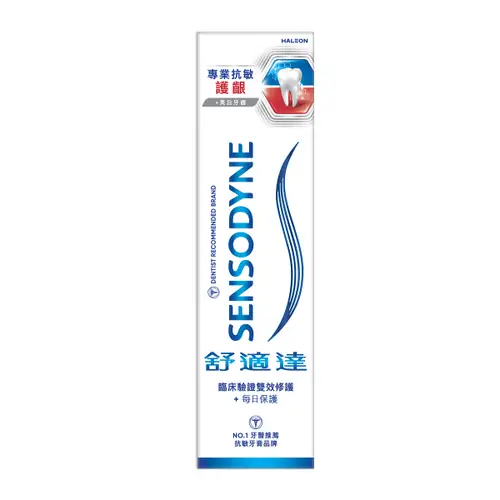 HALEON
專業抗敏
護齦
+美白牙齒
DENTIST RECOMMENDED BRAND
SENSODYNE
舒適達
臨床驗證雙效修護
+ 每日保護
NO.1 牙醫推薦
抗敏牙膏品牌